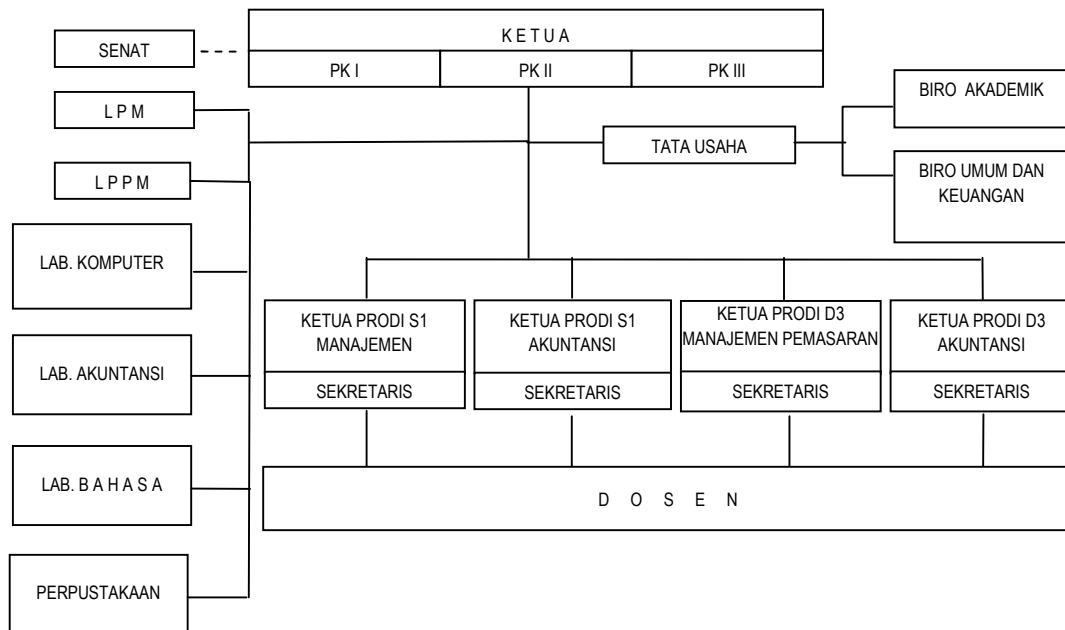 K E T U A
SENAT
PK I
PK II
PK III
BIRO AKADEMIK
L P M
TATA USAHA
BIRO UMUM DAN
KEUANGAN
L P P M
LAB. KOMPUTER
KETUA PRODI S1
MANAJEMEN
KETUA PRODI S1
AKUNTANSI
KETUA PRODI D3
MANAJEMEN PEMASARAN
KETUA PRODI D3
AKUNTANSI
LAB. AKUNTANSI
SEKRETARIS
SEKRETARIS
SEKRETARIS
SEKRETARIS
LAB. B A H A S A
D O S E N
PERPUSTAKAAN